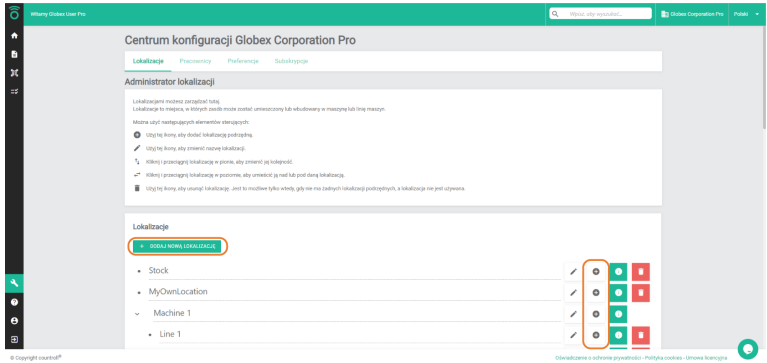 Witamy Globex User Pro
Wpisz, aby wyszukać...
Globex Corporation Pro
Polski
Centrum konfiguracji Globex Corporation Pro
Lokalizacje Pracownicy Preferencje Subskrypcje
Administrator lokalizacji
Lokalizacjami możesz zarządzać tutaj.
Lokalizacje to miejsca, w których zasób może zostać umieszczony lub wbudowany w maszynę lub linię maszyn.
Można użyć następujących elementów sterujących:
Użyj tej ikony, aby dodać lokalizację podrzędną.
Użyj tej ikony, aby zmienić nazwę lokalizacji.
Kliknij i przeciągnij lokalizację w pionie, aby zmienić jej kolejność.
Kliknij i przeciągnij lokalizację w poziomie, aby umieścić ją nad lub pod daną lokalizacją.
Użyj tej ikony, aby usunąć lokalizację. Jest to możliwe tylko wtedy, gdy nie ma żadnych lokalizacji podrzędnych, a lokalizacja nie jest używana.
Lokalizacje
+ DODAJ NOWĄ LOKALIZACJĘ
Stock
MyOwnLocation
Machine 1
Line 1
© Copyright countroll®
Oświadczenie o ochronie prywatności - Polityka cookies - Umowa licencyjna